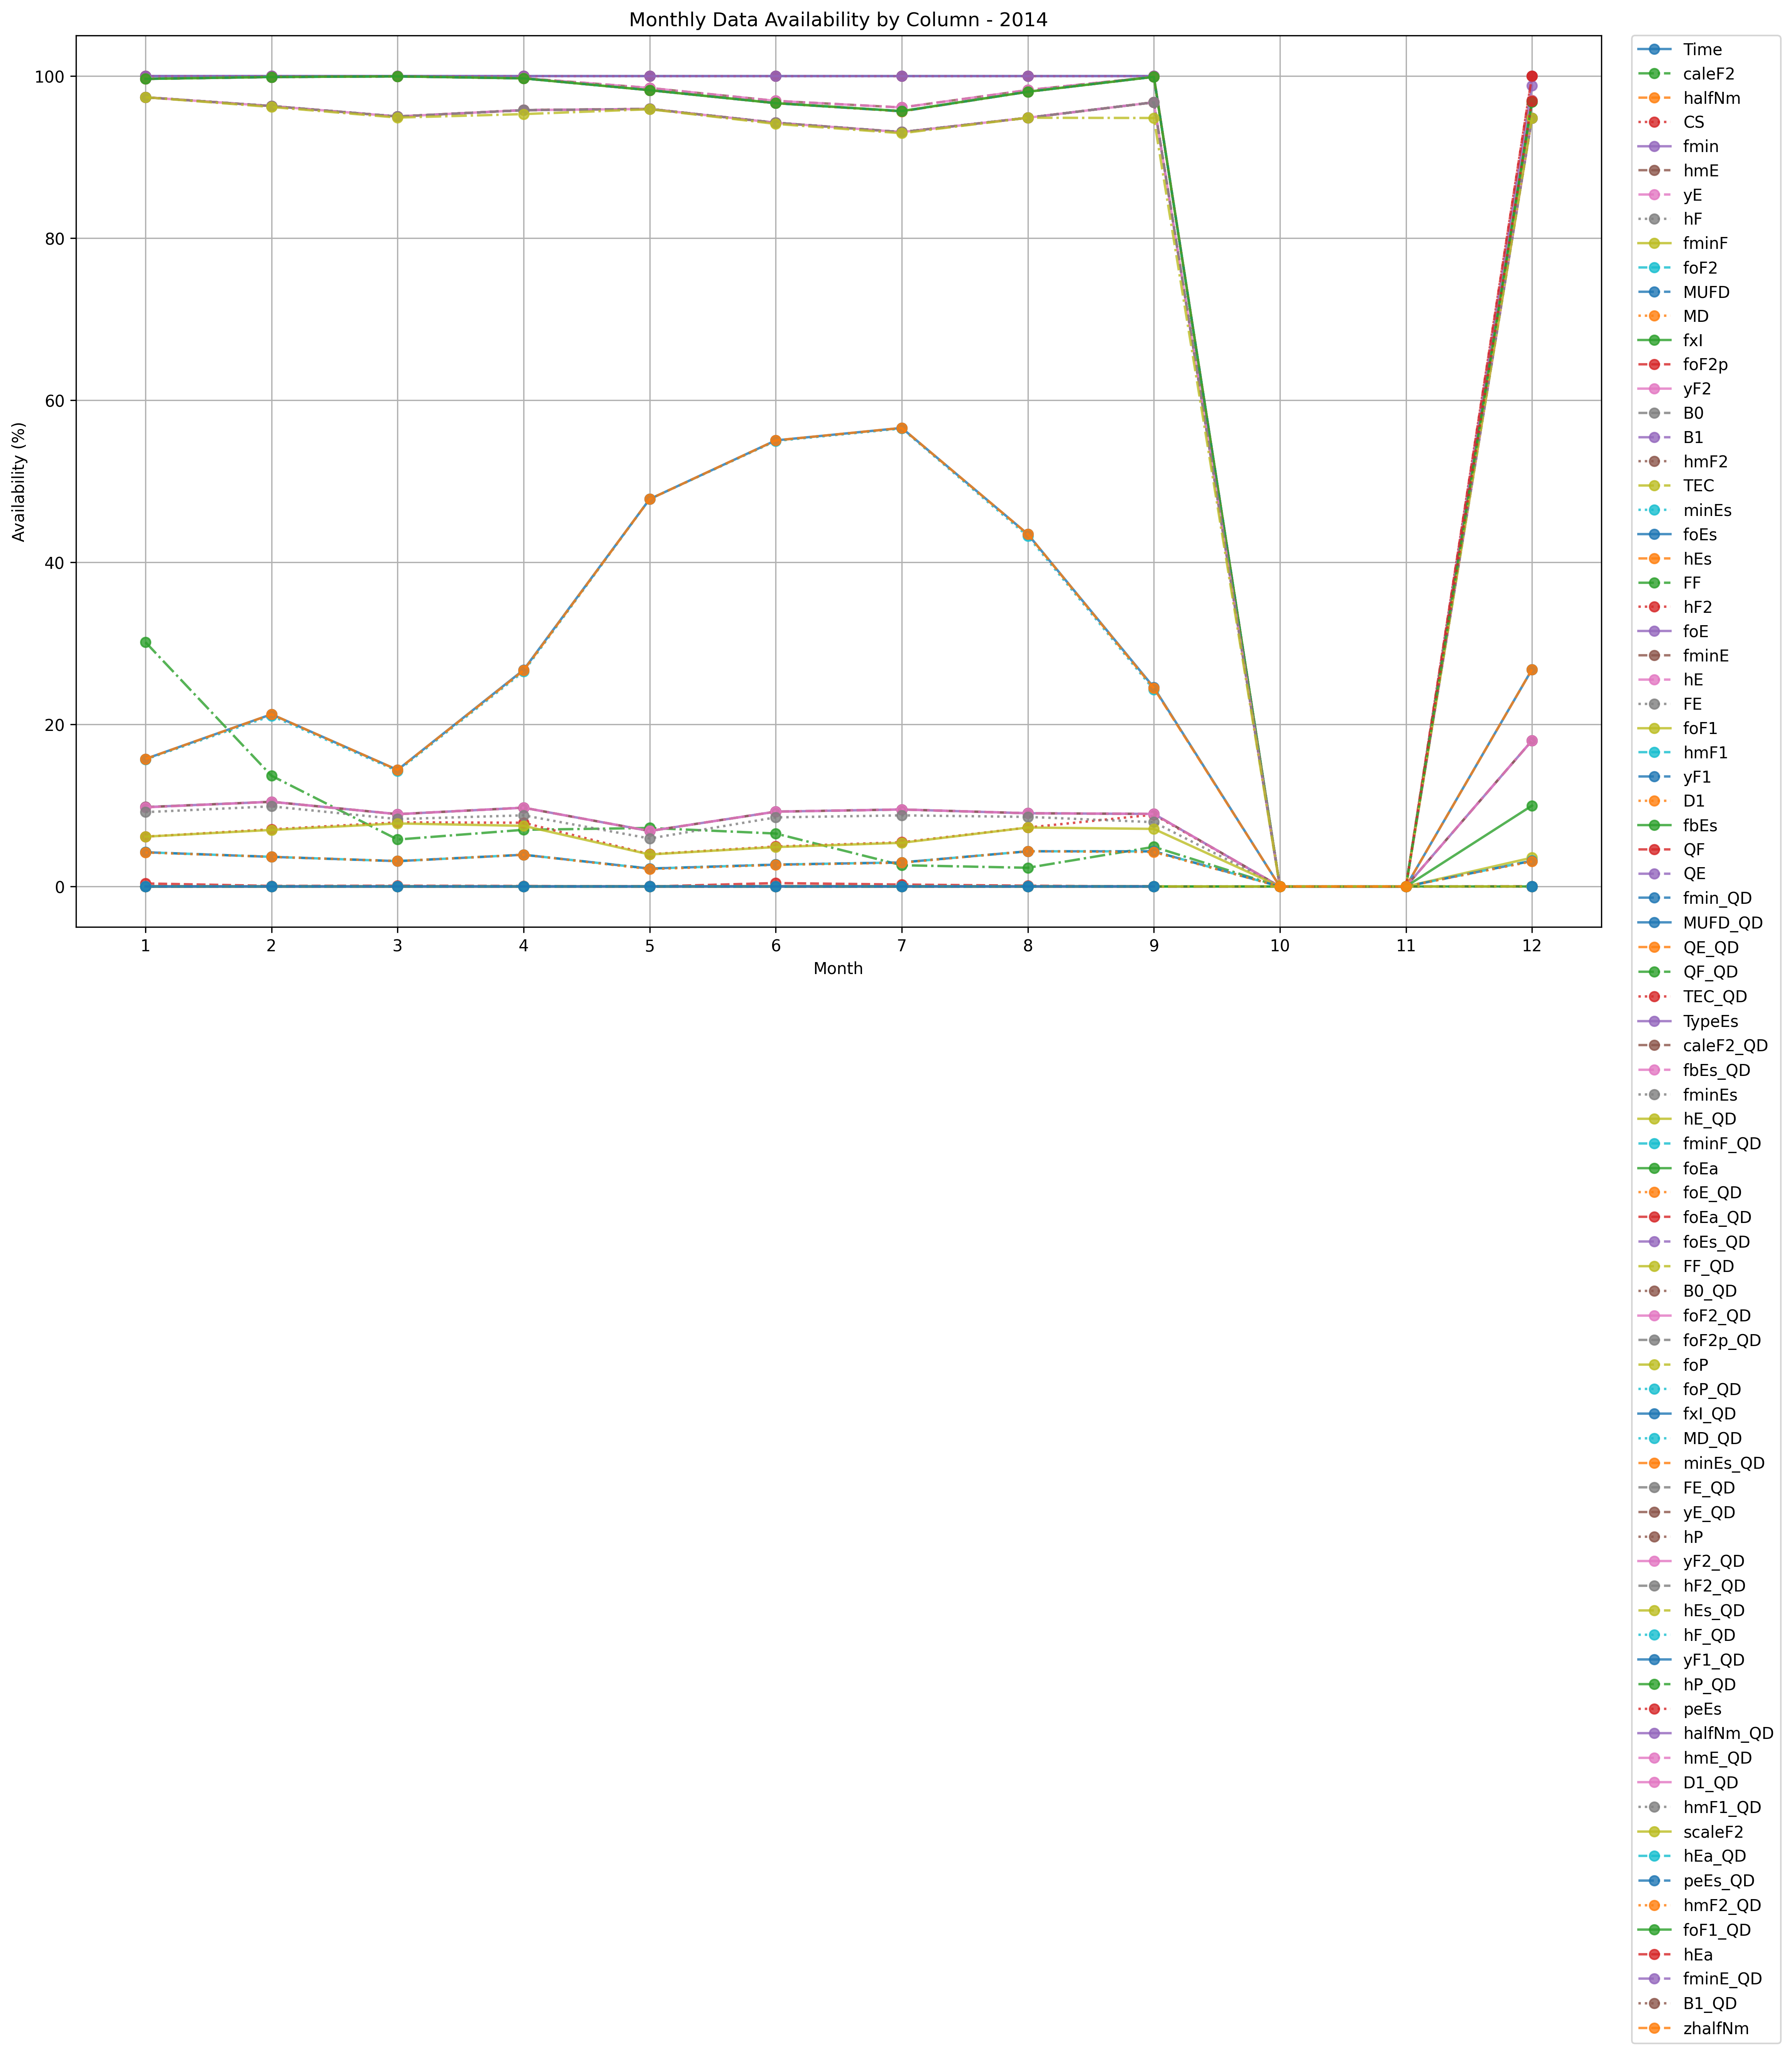 Monthly Data Availability by Column - 2014
Availability (%)
100
80
60
40
20
0
1 2 3 4 5 6 7 8 9 10 11 12
Month
Time
caleF2
halfNm
CS
fmin
hmE
yE
hF
fminF
foF2
MUFD
MD
fxI
foF2p
yF2
B0
B1
hmF2
TEC
minEs
foEs
hEs
FF
hF2
foE
fminE
hE
FE
foF1
hmF1
yF1
D1
fbEs
QF
QE
fmin_QD
MUFD_QD
QE_QD
QF_QD
TEC_QD
TypeEs
caleF2_QD
fbEs_QD
fminEs
hE_QD
fminF_QD
foEa
foE_QD
foEa_QD
foEs_QD
FF_QD
B0_QD
foF2_QD
foF2p_QD
foP
foP_QD
fxI_QD
MD_QD
minEs_QD
FE_QD
yE_QD
hP
yF2_QD
hF2_QD
hEs_QD
hF_QD
yF1_QD
hP_QD
peEs
halfNm_QD
hmE_QD
D1_QD
hmF1_QD
scaleF2
hEa_QD
peEs_QD
hmF2_QD
foF1_QD
hEa
fminE_QD
B1_QD
zhalfNm